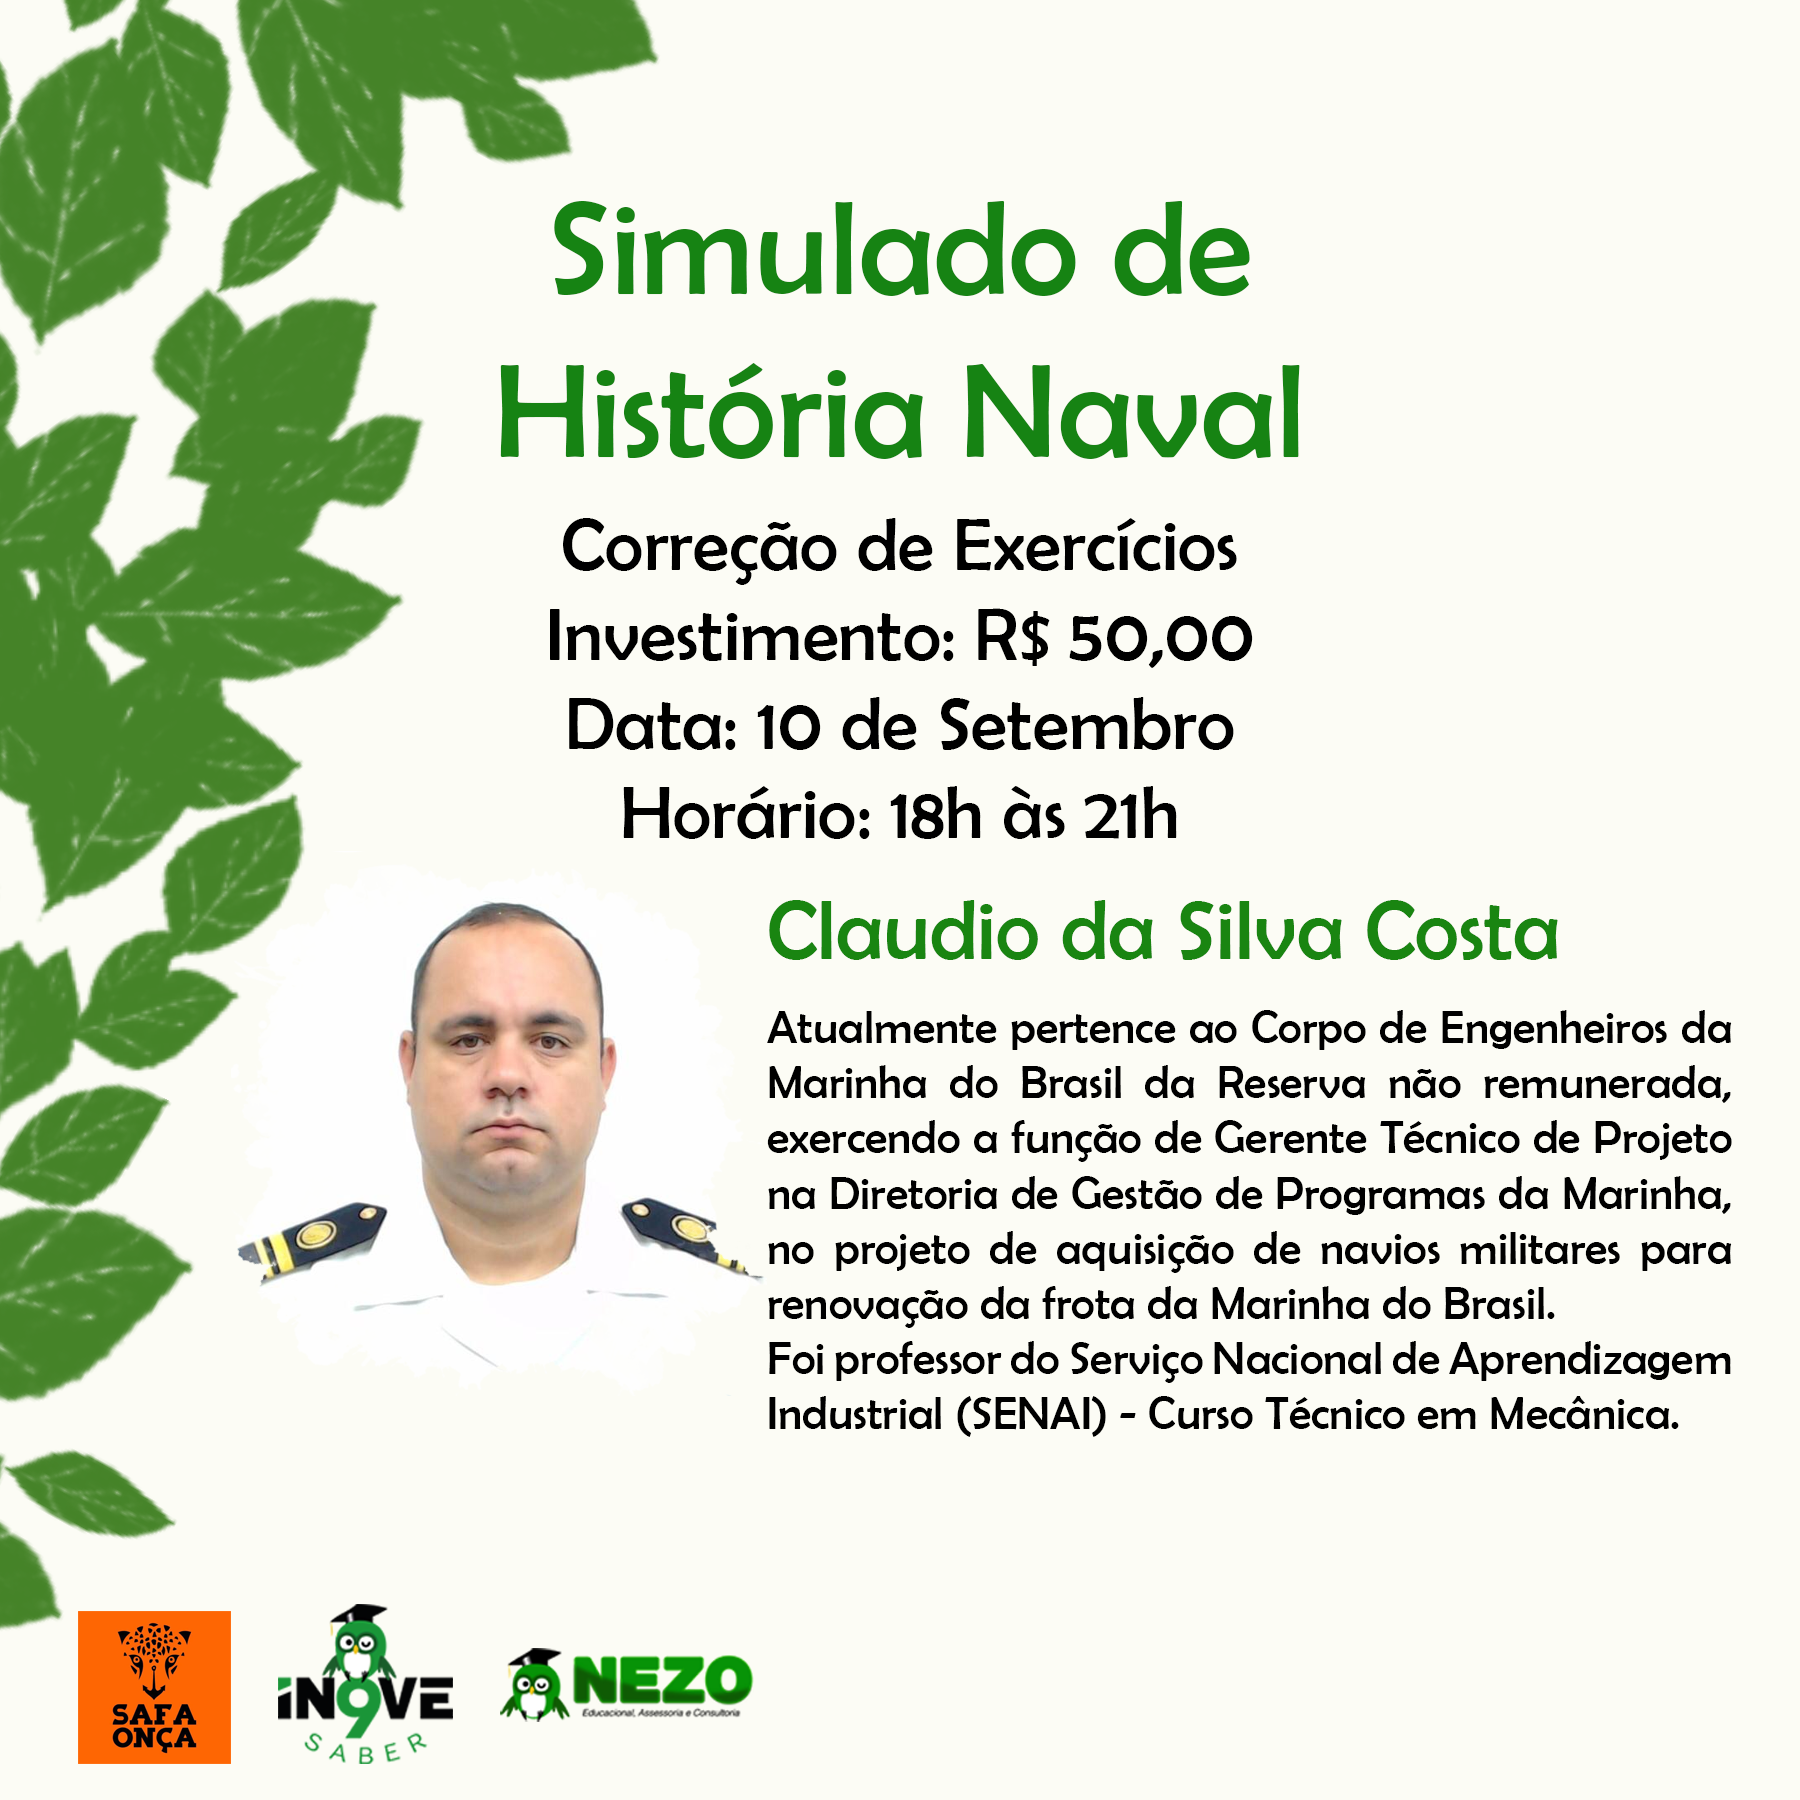 Simulado de
História Naval
Correção de Exercícios
Investimento: R$ 50,00
Data: 10 de Setembro
Horário: 18h às 21h
Claudio da Silva Costa
Atualmente pertence ao Corpo de Engenheiros da
Marinha do Brasil da Reserva não remunerada,
exercendo a função de Gerente Técnico de Projeto
na Diretoria de Gestão de Programas da Marinha,
no projeto de aquisição de navios militares para
renovação da frota da Marinha do Brasil.
Foi professor do Serviço Nacional de Aprendizagem
Industrial (SENAI) - Curso Técnico em Mecânica.
SAFA
ONÇA
iN9VE
SABER
NEZO
Educacional, Assessoria e Consultoria